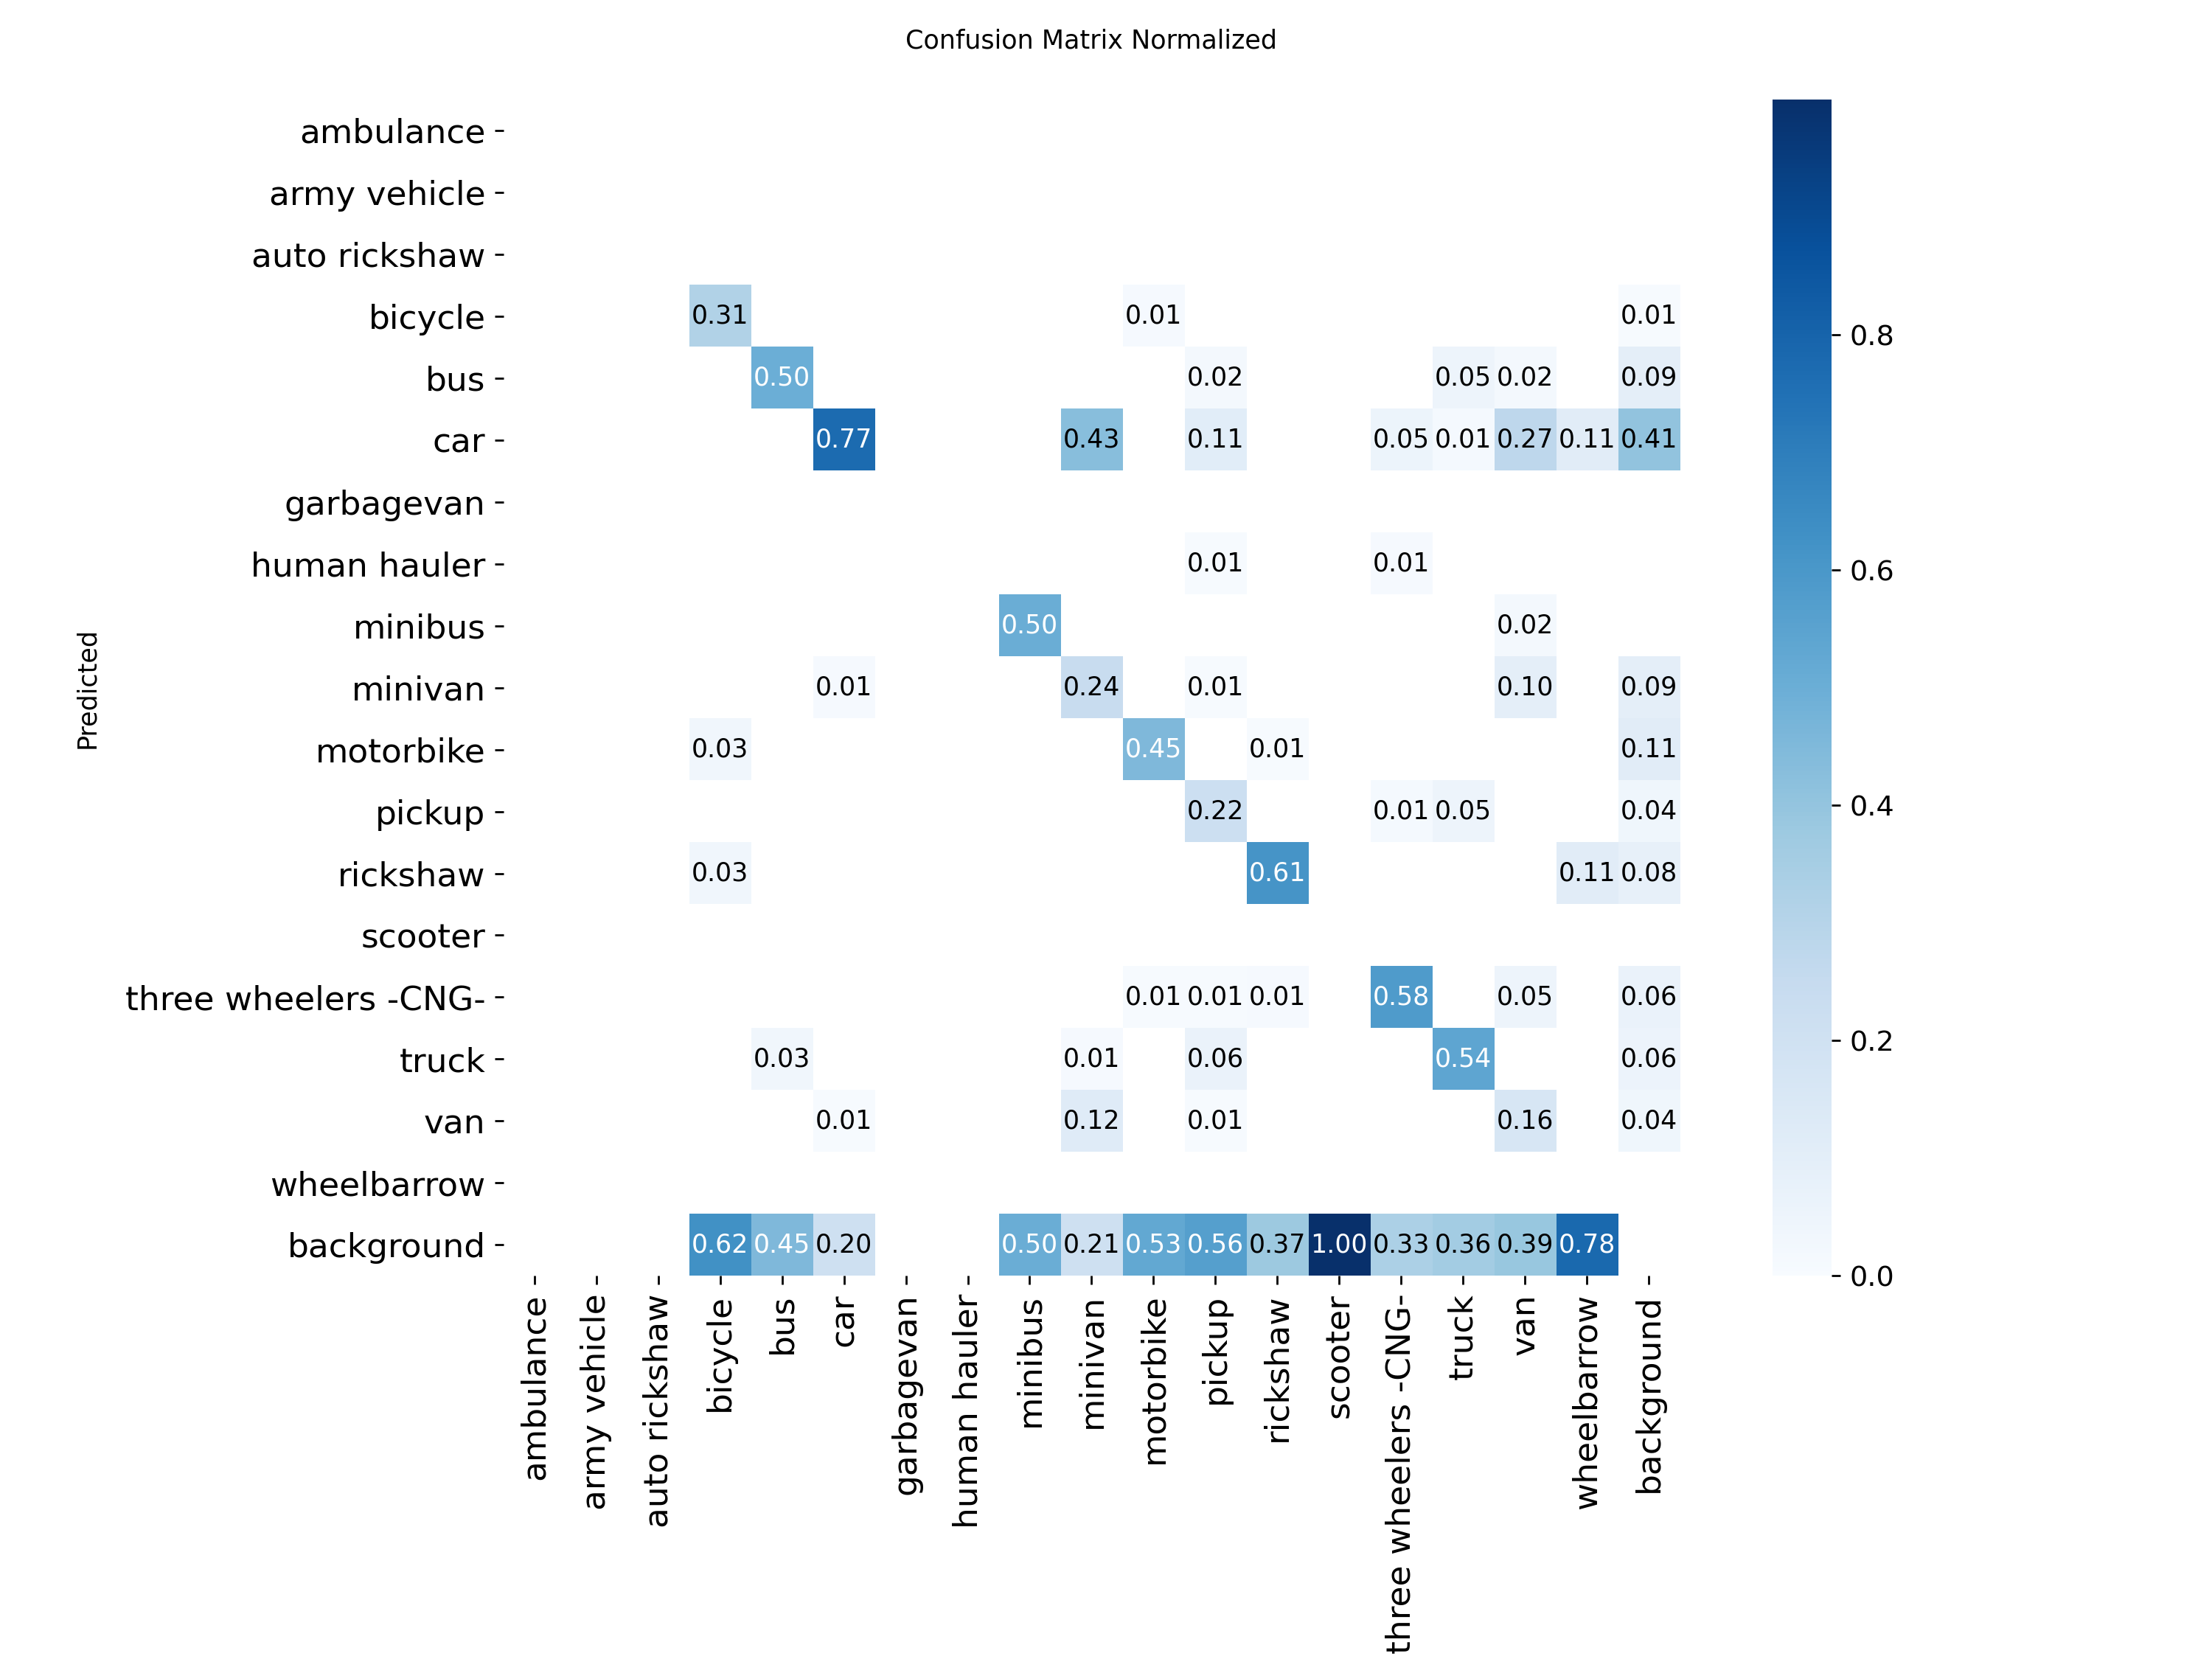 Confusion Matrix Normalized
ambulance
army vehicle
auto rickshaw
bicycle 0.31 0.01 0.01
bus 0.50 0.02 0.05 0.02 0.09
car 0.77 0.43 0.11 0.05 0.01 0.27 0.11 0.41
garbagevan
human hauler 0.01 0.01
minibus 0.50 0.02
minivan 0.01 0.24 0.01 0.10 0.09
motorbike 0.03 0.45 0.01 0.11
pickup 0.22 0.01 0.05 0.04
rickshaw 0.03 0.61 0.11 0.08
scooter
three wheelers -CNG- 0.01 0.01 0.01 0.58 0.05 0.06
truck 0.03 0.01 0.06 0.54 0.06
van 0.01 0.12 0.01 0.16 0.04
wheelbarrow
background 0.62 0.45 0.20 0.50 0.21 0.53 0.56 0.37 1.00 0.33 0.36 0.39 0.78
Predicted
ambulance
army vehicle
auto rickshaw
bicycle
bus
car
garbagevan
human hauler
minibus
minivan
motorbike
pickup
rickshaw
scooter
three wheelers -CNG-
truck
van
wheelbarrow
background
0.8
0.6
0.4
0.2
0.0